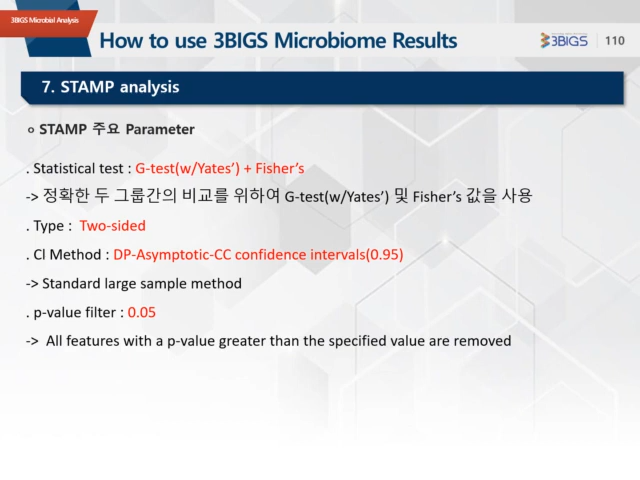 3BIGS Microbial Analysis
How to use 3BIGS Microbiome Results
3BIGS
110
7. STAMP analysis
o STAMP 주요 Parameter
. Statistical test : G-test(w/Yates’) + Fisher’s
-> 정확한 두 그룹간의 비교를 위하여 G-test(w/Yates’) 및 Fisher’s 값을 사용
. Type : Two-sided
. Cl Method : DP-Asymptotic-CC confidence intervals(0.95)
-> Standard large sample method
. p-value filter : 0.05
-> All features with a p-value greater than the specified value are removed